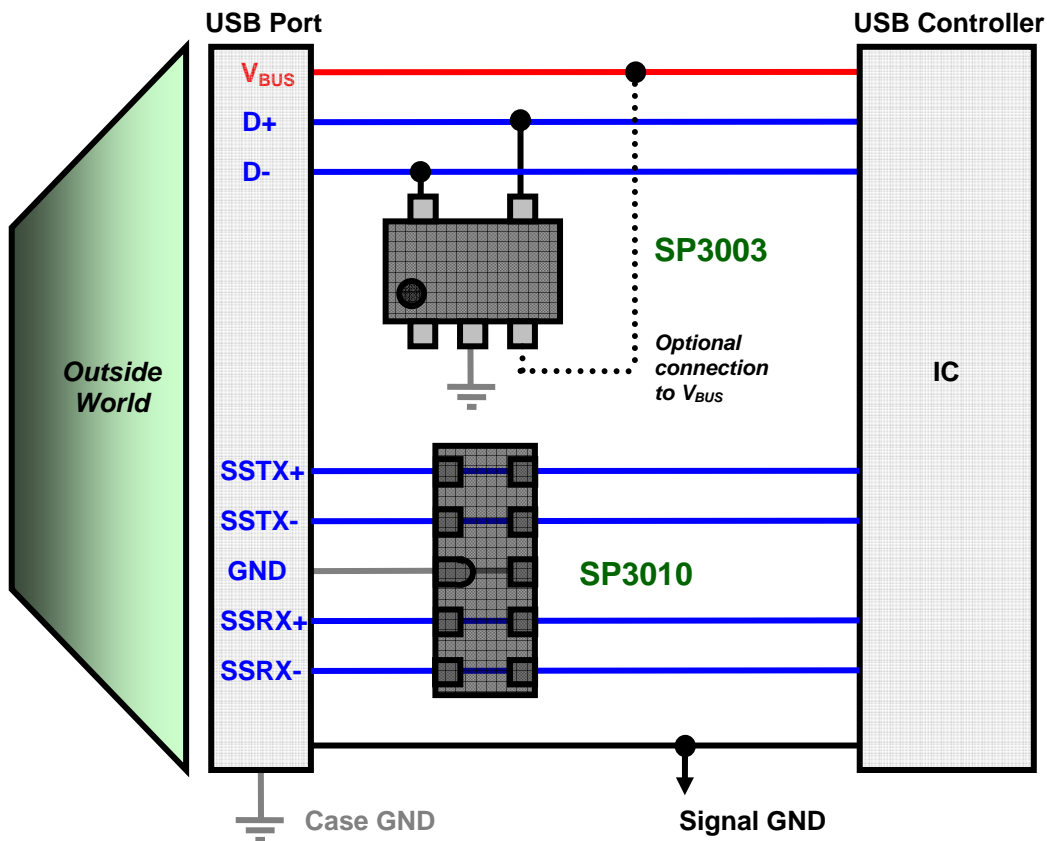 USB Port
USB Controller
VBUS
D+
D-
SP3003
Optional
connection
to VBUS
Outside
World
IC
SSTX+
SSTX-
GND
SP3010
SSRX+
SSRX-
Case GND
Signal GND